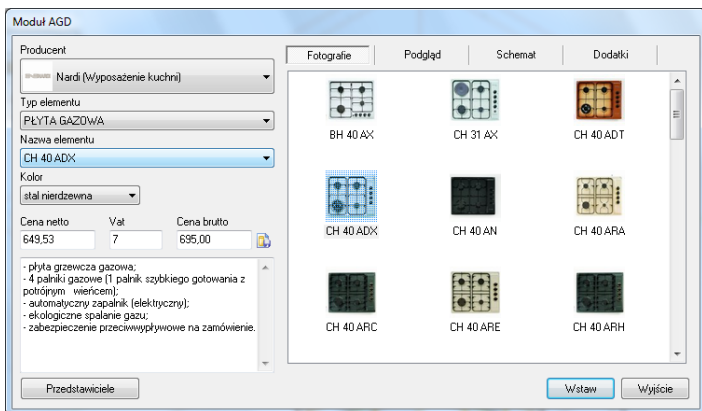 Moduł AGD
Producent
Nardi (Wyposażenie kuchni)
Typ elementu
PŁYTA GAZOWA
Nazwa elementu
CH 40 ADX
Kolor
stal nierdzewna
Cena netto Vat Cena brutto
649,53 7 695,00
- płyta grzewcza gazowa;
- 4 palniki gazowe (1 palnik szybkiego gotowania z
potrójnym wieńcem);
- automatyczny zapalnik (elektryczny);
- ekologiczne spalanie gazu;
- zabezpieczenie przeciwwypływowe na zamówienie.
Przedstawiciele
Fotografie Podgląd Schemat Dodatki
BH 40 AX CH 31 AX CH 40 ADT
CH 40 ADX CH 40 AN CH 40 ARA
CH 40 ARC CH 40 ARE CH 40 ARH
Wstaw Wyjście